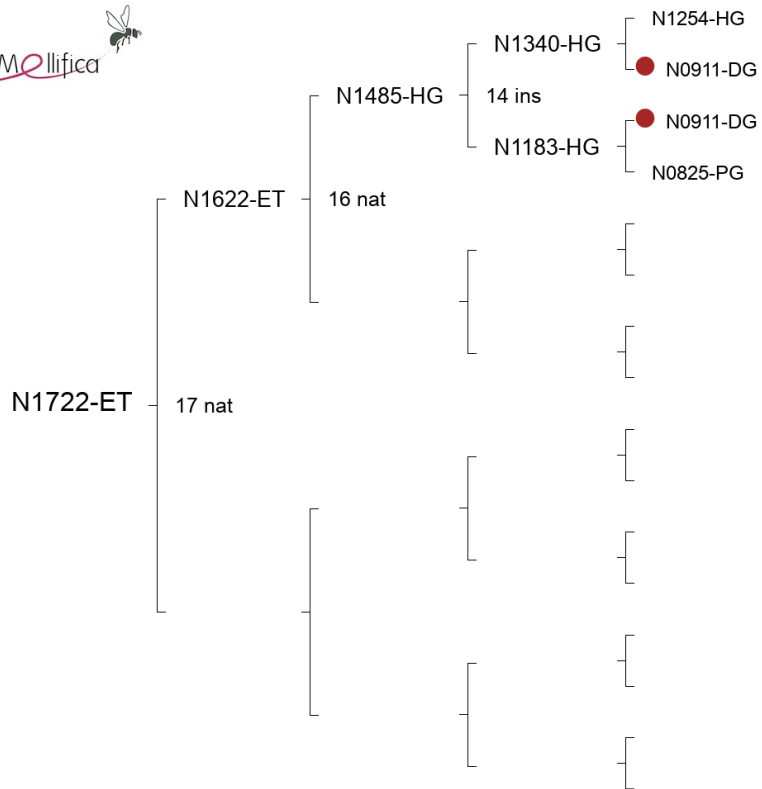 Mellifica
N1254-HG
N1340-HG
N0911-DG
N1485-HG
14 ins
N0911-DG
N1183-HG
N0825-PG
N1622-ET
16 nat
N1722-ET
17 nat